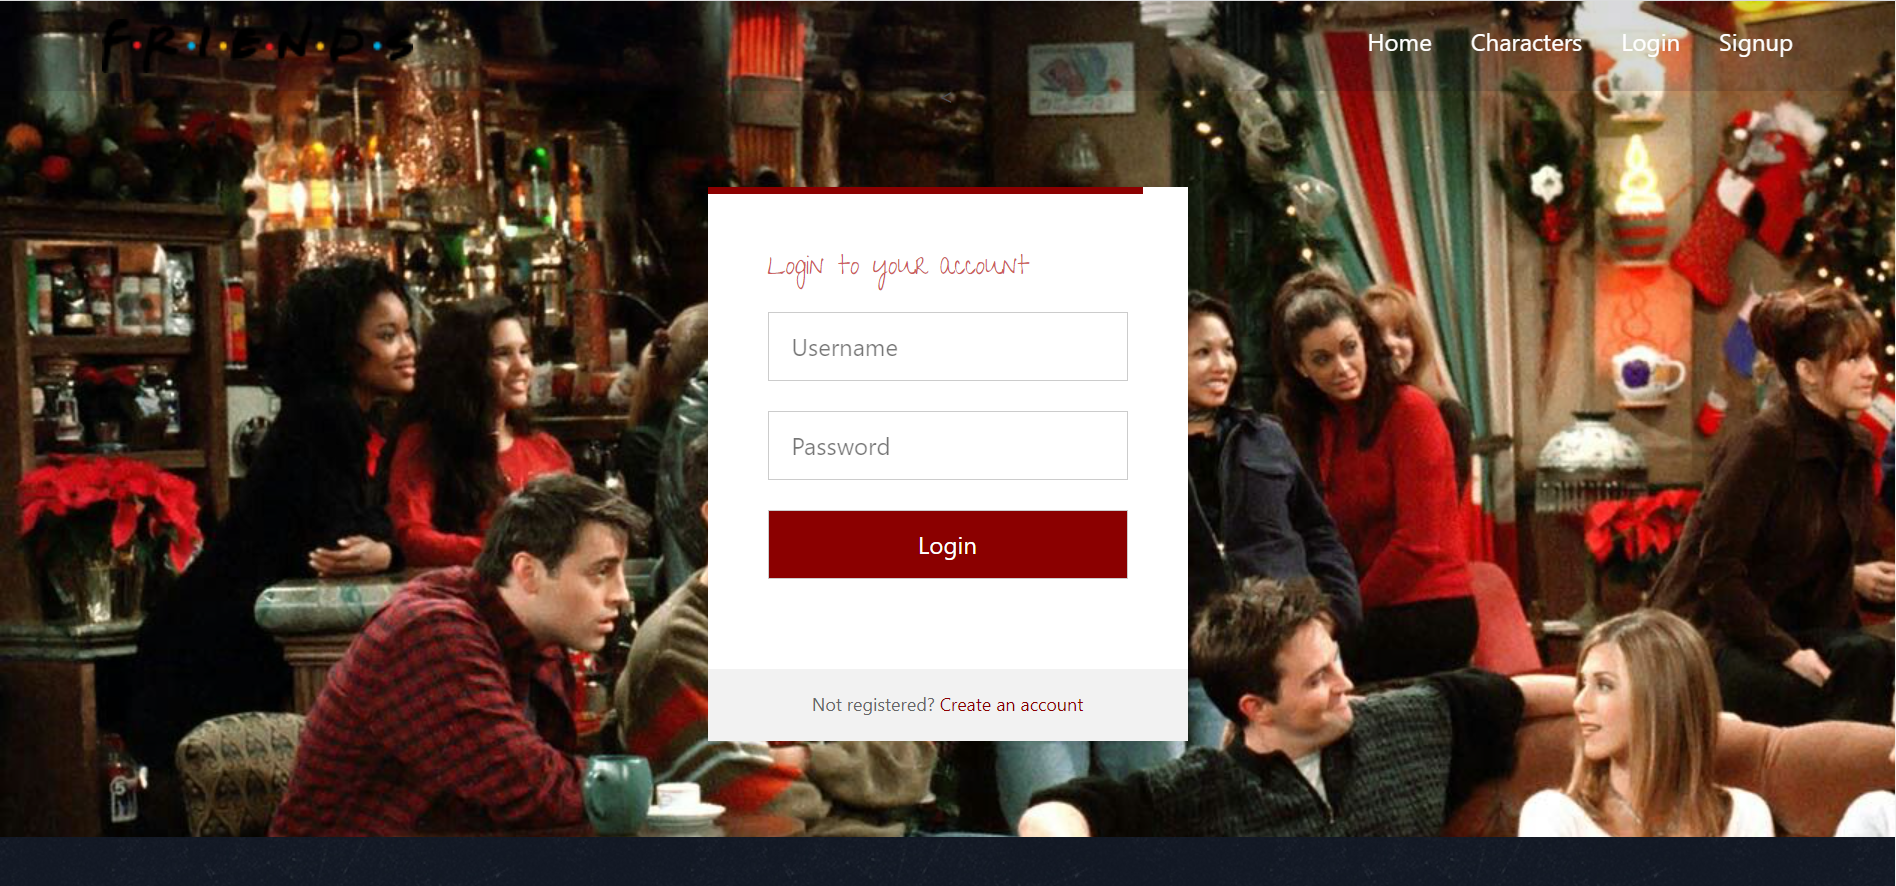 F•R•I•E•N•D•S
Home Characters Login Signup
Login to your account
Username
Password
Login
Not registered? Create an account